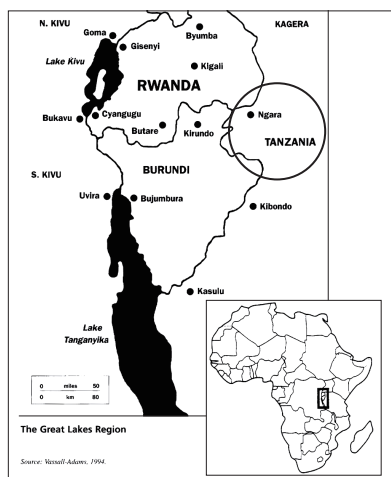 N. KIVU
KAGERA
Goma
Byumba
Gisenyi
Lake Kivu
Kigali
RWANDA
Bukavu
Cyangugu
Ngara
Butare
Kirundo
TANZANIA
BURUNDI
S. KIVU
Uvira
Bujumbura
Kibondo
Kasulu
Lake
Tanganyika
0 miles 50
0 km 80
The Great Lakes Region
Source: Vassall-Adams, 1994.